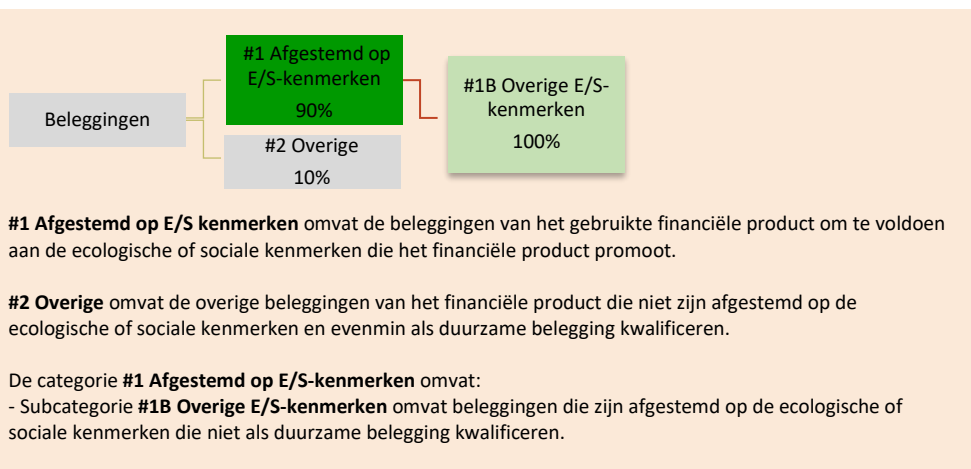 #1 Afgestemd op
E/S-kenmerken
90%
#1B Overige E/S-
kenmerken
100%
Beleggingen
#2 Overige
10%
#1 Afgestemd op E/S kenmerken omvat de beleggingen van het gebruikte financiële product om te voldoen
aan de ecologische of sociale kenmerken die het financiële product promoot.
#2 Overige omvat de overige beleggingen van het financiële product die niet zijn afgestemd op de
ecologische of sociale kenmerken en evenmin als duurzame belegging kwalificeren.
De categorie #1 Afgestemd op E/S-kenmerken omvat:
- Subcategorie #1B Overige E/S-kenmerken omvat beleggingen die zijn afgestemd op de ecologische of
sociale kenmerken die niet als duurzame belegging kwalificeren.